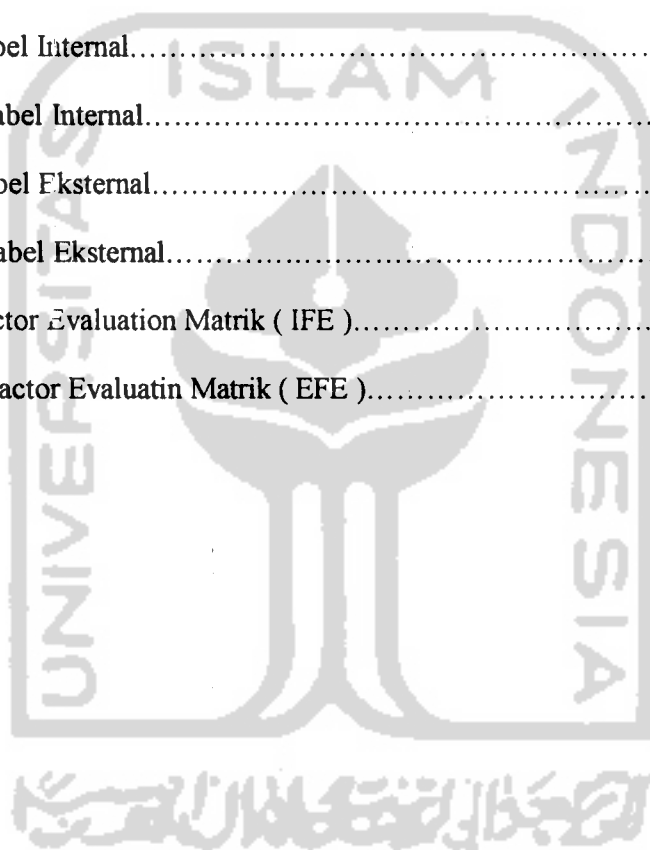 bel Internal........................................................
abel Internal.......................................................
bel Eksternal.......................................................
abel Eksternal......................................................
ctor Evaluation Matrik ( IFE )......................................
actor Evaluatin Matrik ( EFE )......................................
UNIVERSITAS
ISLAM
INDONESIA